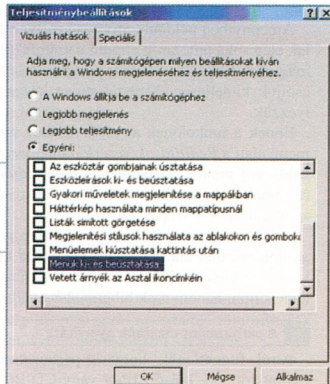 Teljesítménybeállítások
Vizuális hatások
Speciális
Adja meg, hogy a számítógépen milyen beállításokat kíván
használni a Windows megjelenéséhez és teljesítményéhez.
A Windows állítja be a számítógéphez
Legjobb megjelenés
Legjobb teljesítmény
Egyéni:
Az eszköztár gombjainak úsztatása
Eszközleírások ki- és beúsztatása
Gyakori műveletek megjelenítése a mappákban
Háttérkép használata minden mappatípusnál
Listák simított görgetése
Megjelenítési stílusok használata az ablakokon és gomboko
Menüelemek kiúsztatása kattintás után
Menük ki- és beúsztatása
Vetett árnyék az Asztal ikoncímkéin
OK
Mégse
Alkalmaz